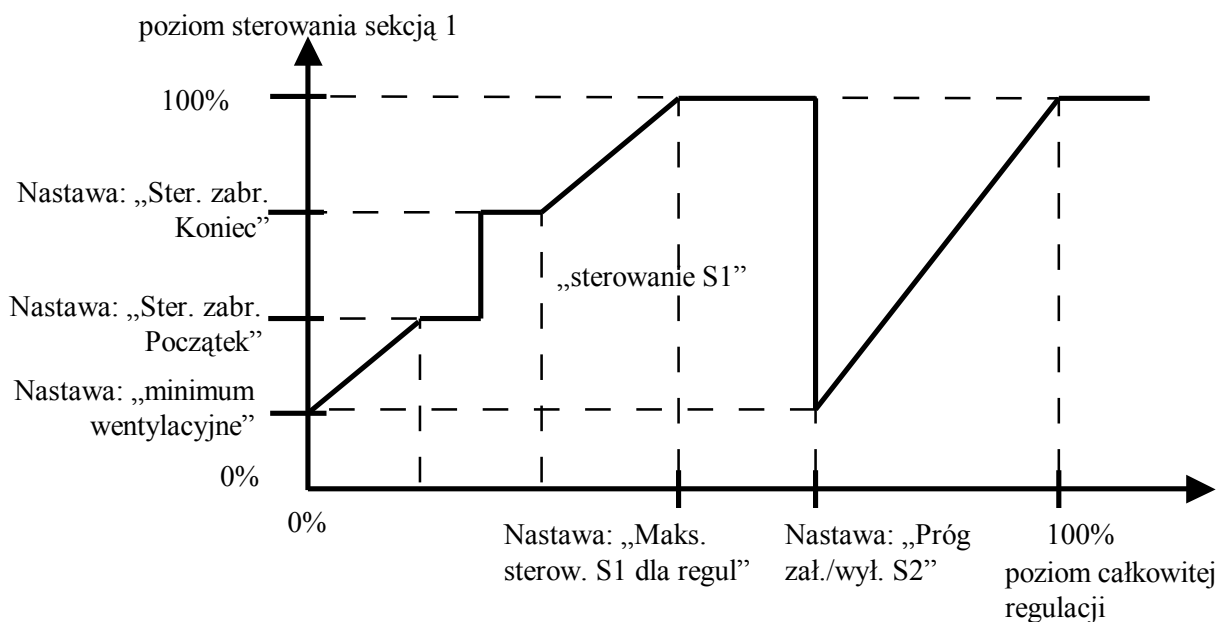 poziom sterowania sekcją 1
100%
Nastawa: „Ster. zabr.
Koniec”
„sterowanie S1”
Nastawa: „Ster. zabr.
Początek”
Nastawa: „minimum
wentylacyjne”
0%
0%
Nastawa: „Maks.
sterow. S1 dla regul”
Nastawa: „Próg
zał./wył. S2”
100%
poziom całkowitej
regulacji